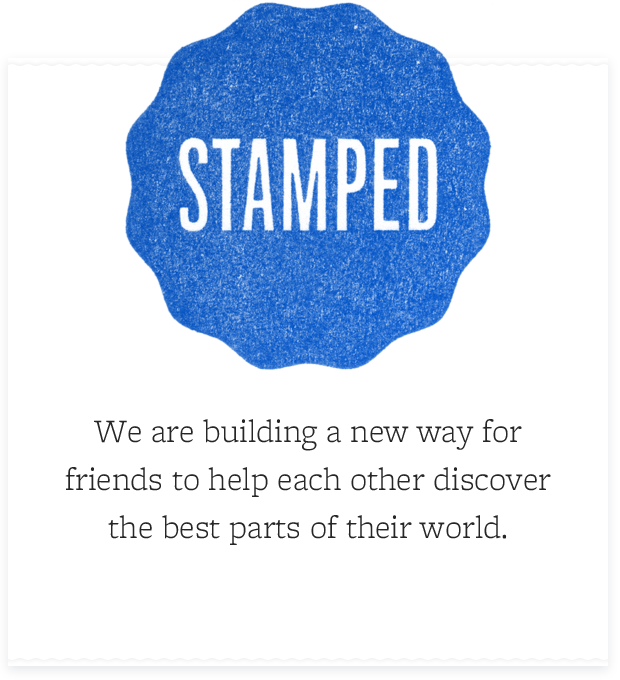 STAMPED
We are building a new way for
friends to help each other discover
the best parts of their world.